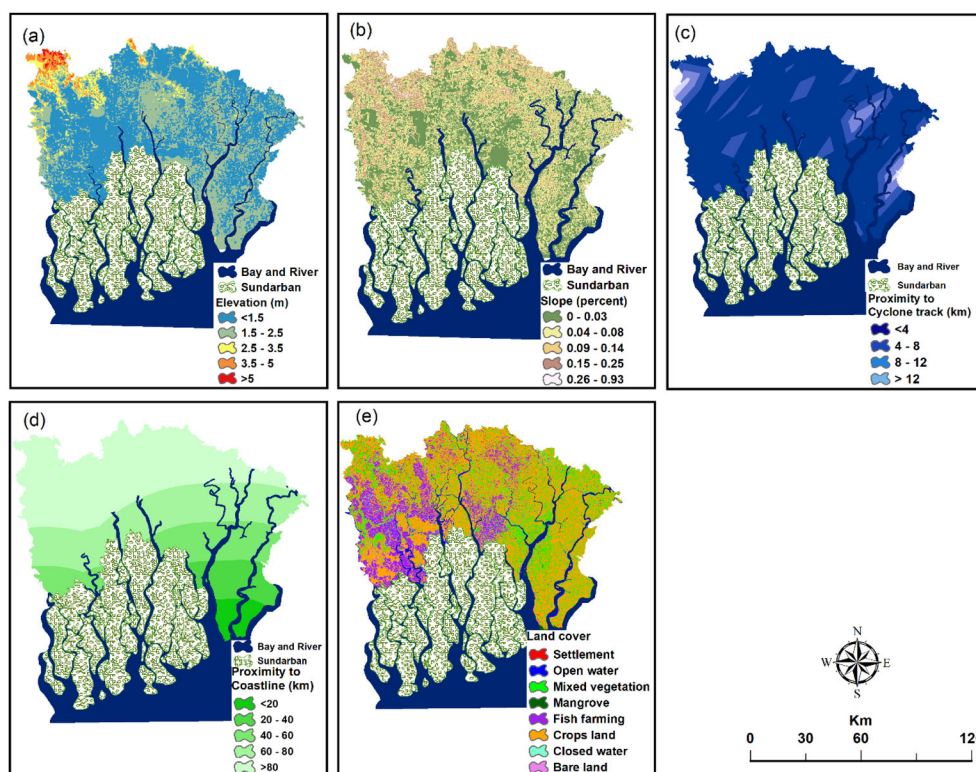 (a)
Bay and River
Sundarban
Elevation (m)
<1.5
1.5 - 2.5
2.5 - 3.5
3.5 - 5
>5
(b)
Bay and River
Sundarban
Slope (percent)
0 - 0.03
0.04 - 0.08
0.09 - 0.14
0.15 - 0.25
0.26 - 0.93
(c)
Bay and River
Sundarban
Proximity to
Cyclone track (km)
<4
4 - 8
8 - 12
> 12
(d)
Bay and River
Sundarban
Proximity to
Coastline (km)
<20
20 - 40
40 - 60
60 - 80
>80
(e)
Land cover
Settlement
Open water
Mixed vegetation
Mangrove
Fish farming
Crops land
Closed water
Bare land
N
W E
S
Km
0 30 60 120